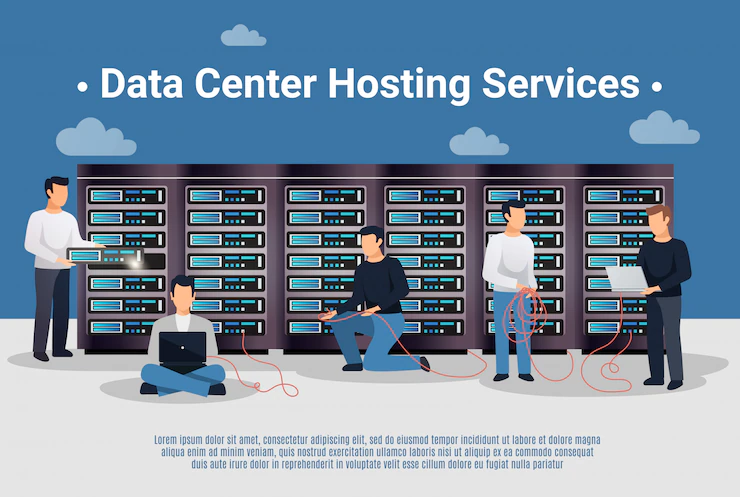 • Data Center Hosting Services •
Lorem ipsum dolor sit amet, consectetur adipiscing elit, sed do eiusmod tempor incididunt ut labore et dolore magna
aliqua enim ad minim veniam, quis nostrud exercitation ullamco laboris nisi ut aliquip ex ea commodo consequat
duis aute irure dolor in reprehenderit in voluptate velit esse cillum dolore eu fugiat nulla pariatur